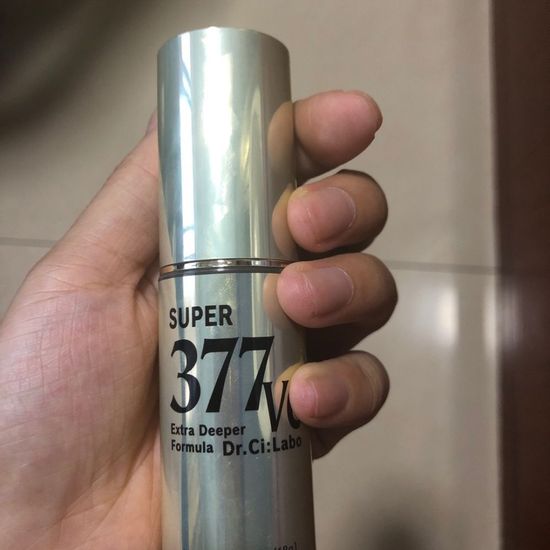 SUPER
377VC
Extra Deeper
Formula Dr.Ci:Labo